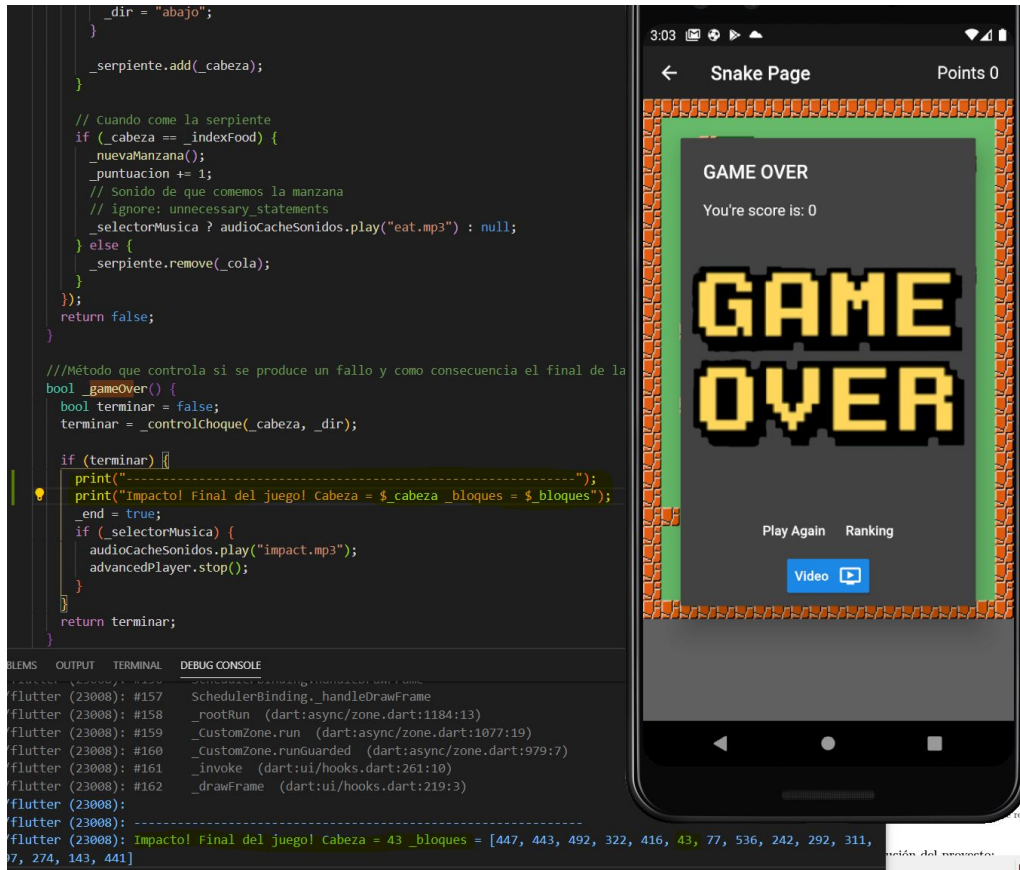 _dir = "abajo";
}
_serpiente.add(_cabeza);
}
// Cuando come la serpiente
if (_cabeza == _indexFood) {
_nuevaManzana();
_puntuacion += 1;
// Sonido de que comemos la manzana
// ignore: unnecessary_statements
_selectorMusica ? audioCacheSonidos.play("eat.mp3") : null;
} else {
_serpiente.remove(_cola);
}
});
return false;
}
///Método que controla si se produce un fallo y como consecuencia el final de la
bool _gameOver() {
bool terminar = false;
terminar = _controlChoque(_cabeza, _dir);
if (terminar) {
print("--------------------------------------------------------------");
print("Impacto! Final del juego! Cabeza = $_cabeza _bloques = $_bloques");
_end = true;
if (_selectorMusica) {
audioCacheSonidos.play("impact.mp3");
advancedPlayer.stop();
}
}
return terminar;
}
BLEMS OUTPUT TERMINAL DEBUG CONSOLE
/flutter (23008): #157 SchedulerBinding._handleDrawFrame
/flutter (23008): #158 _rootRun (dart:async/zone.dart:1184:13)
/flutter (23008): #159 _CustomZone.run (dart:async/zone.dart:1077:19)
/flutter (23008): #160 _CustomZone.runGuarded (dart:async/zone.dart:979:7)
/flutter (23008): #161 _invoke (dart:ui/hooks.dart:261:10)
/flutter (23008): #162 _drawFrame (dart:ui/hooks.dart:219:3)
/flutter (23008):
/flutter (23008): --------------------------------------------------------------
/flutter (23008): Impacto! Final del juego! Cabeza = 43 _bloques = [447, 443, 492, 322, 416, 43, 77, 536, 242, 292, 311,
97, 274, 143, 441]
3:03
Snake Page Points 0
GAME OVER
You're score is: 0
GAME
OVER
Play Again Ranking
Video